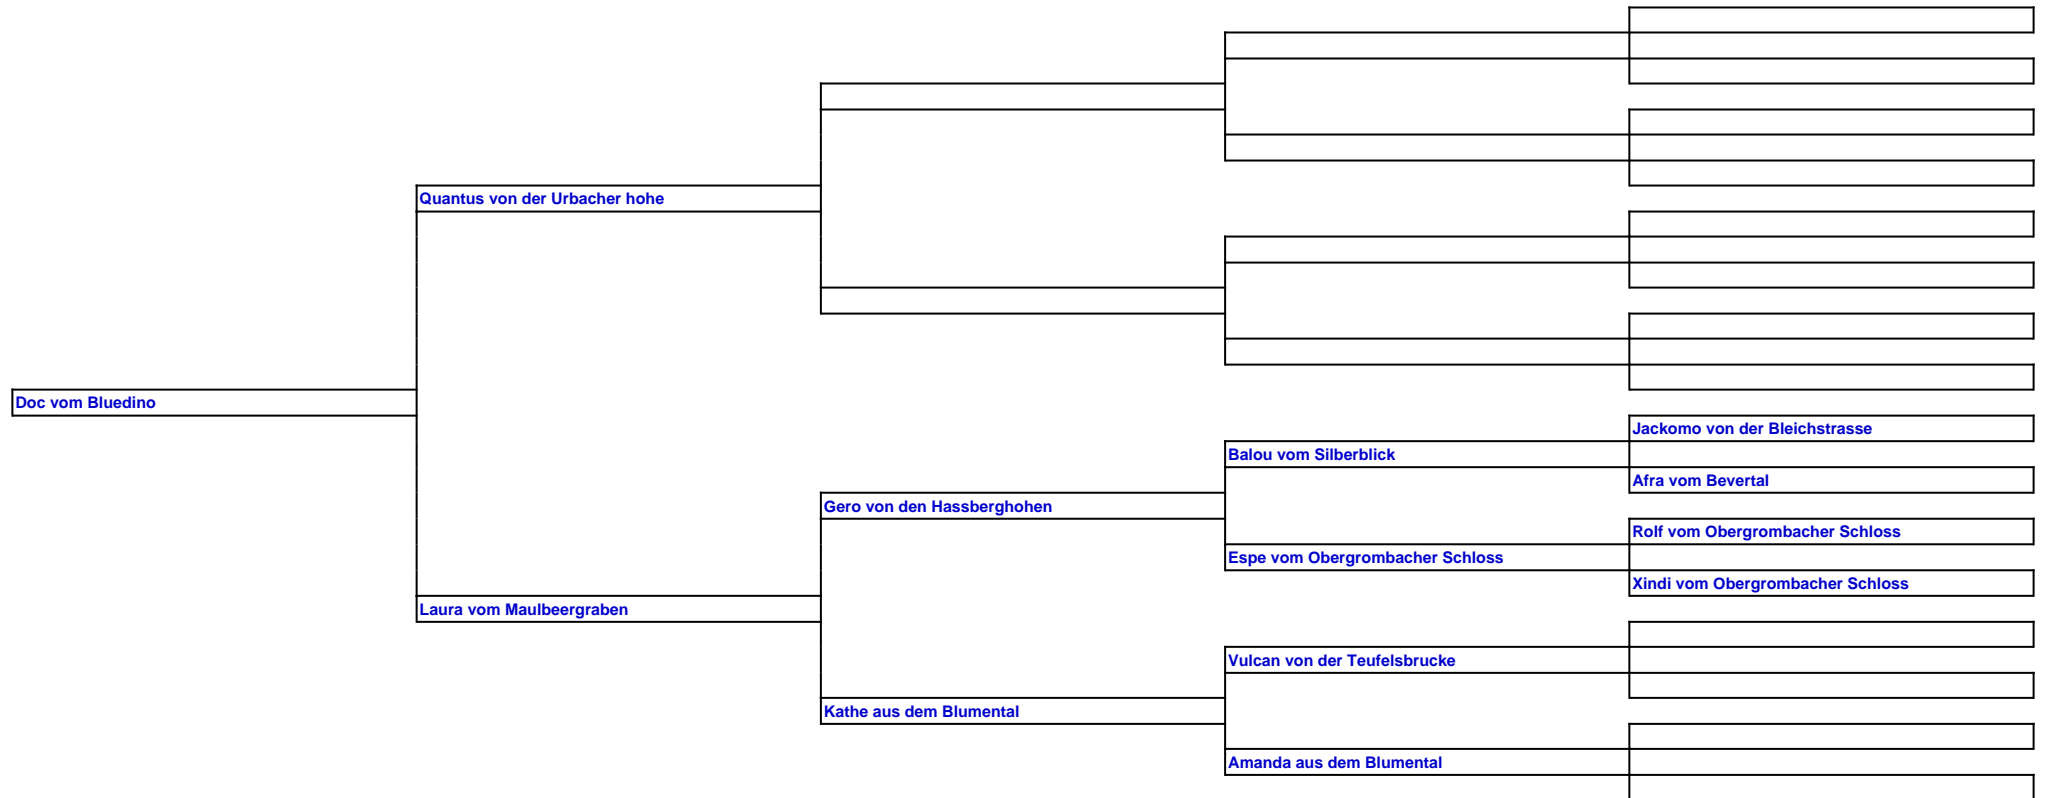 Quantus von der Urbacher hohe
Doc vom Bluedino
Jackomo von der Bleichstrasse
Balou vom Silberblick
Afra vom Bevertal
Gero von den Hassberghohen
Rolf vom Obergrombacher Schloss
Espe vom Obergrombacher Schloss
Xindi vom Obergrombacher Schloss
Laura vom Maulbeergraben
Vulcan von der Teufelsbrucke
Kathe aus dem Blumental
Amanda aus dem Blumental